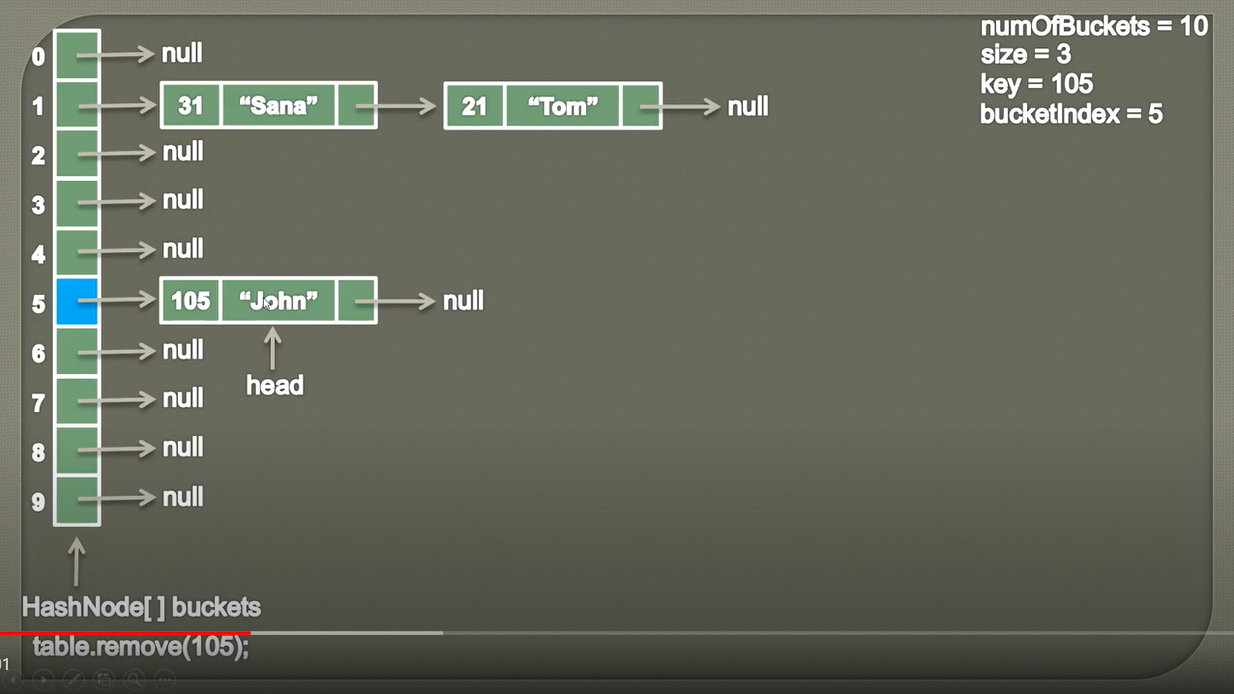 numOfBuckets = 10
size = 3
key = 105
bucketIndex = 5
0 null
1 31 “Sana” 21 “Tom” null
2 null
3 null
4 null
5 105 “John” null
6 null
head
7 null
8 null
9 null
HashNode[ ] buckets
table.remove(105);
01